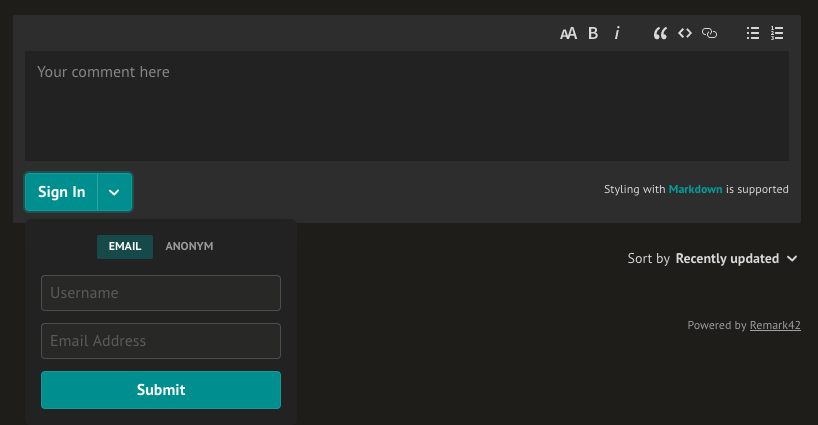 AA B i
Your comment here
Sign In
Styling with Markdown is supported
EMAIL ANONYM
Sort by Recently updated
Username
Powered by Remark42
Email Address
Submit